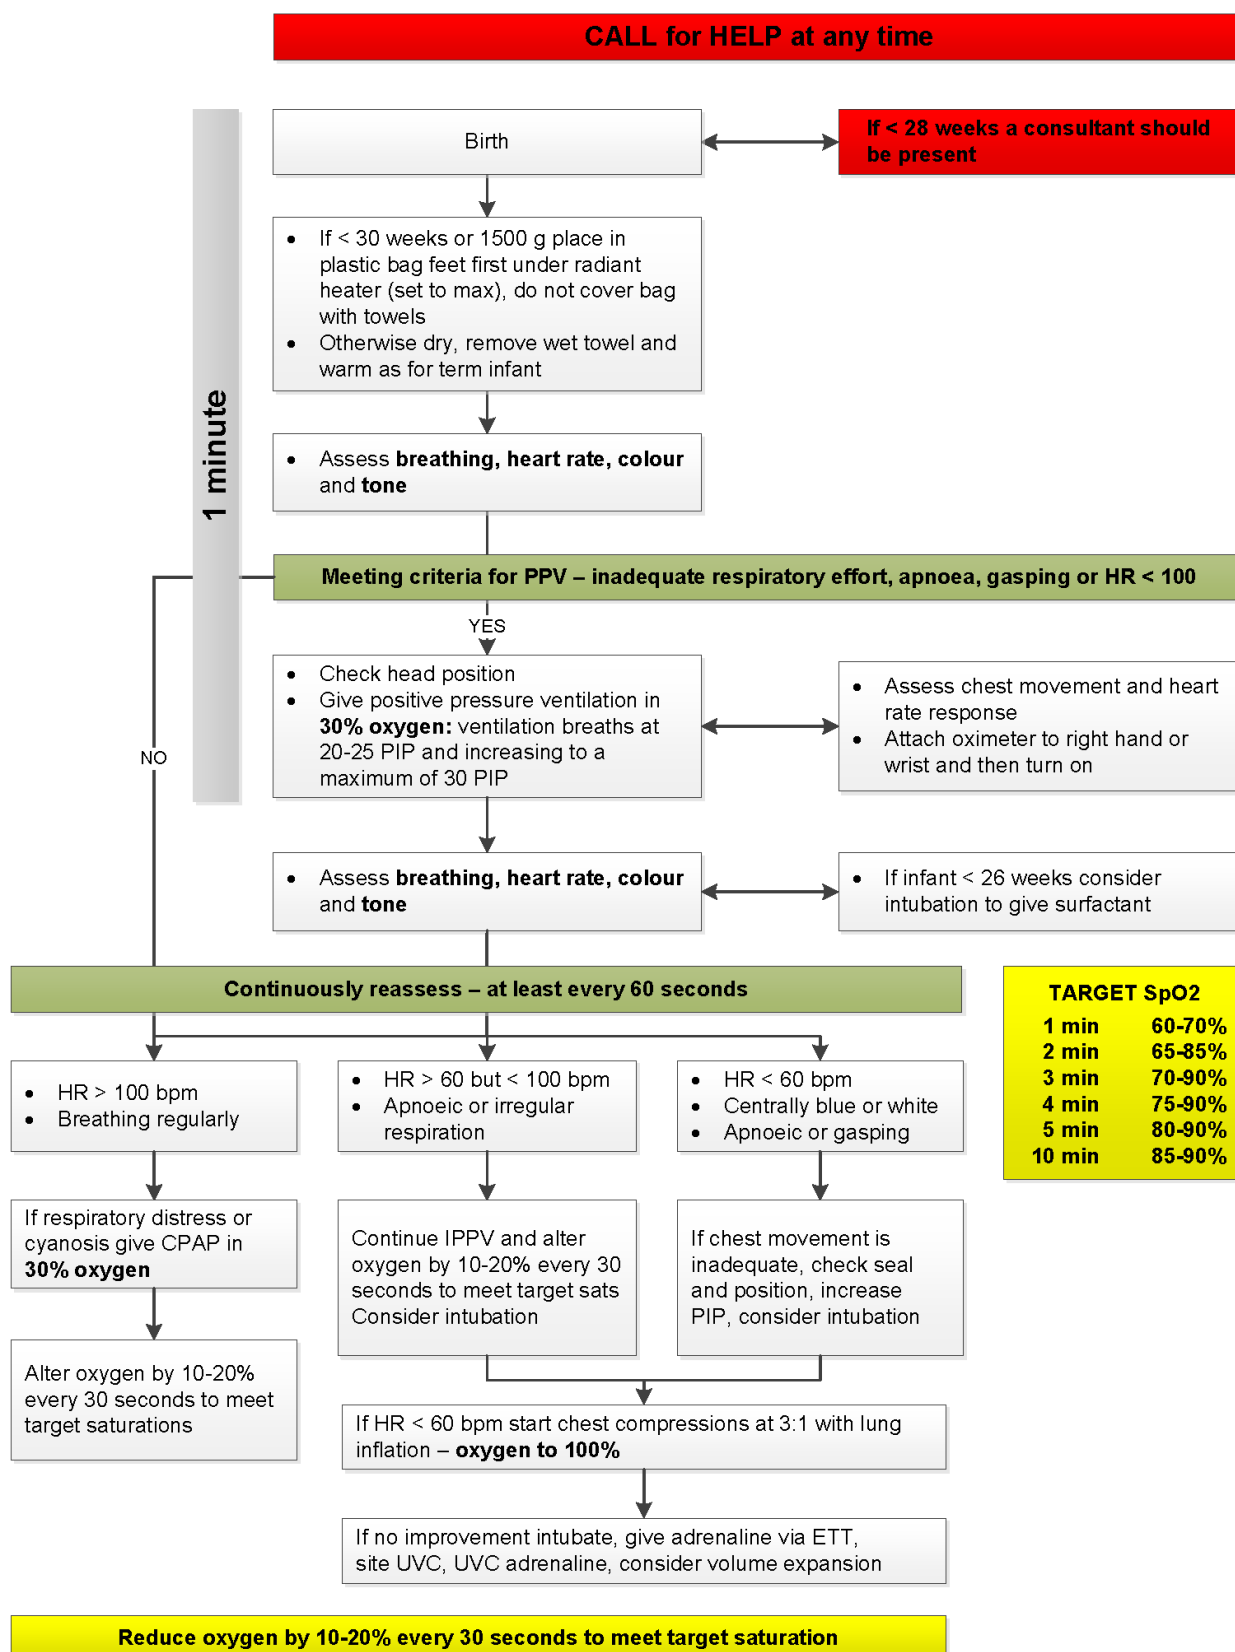 CALL for HELP at any time
Birth
If < 28 weeks a consultant should
be present
1 minute
• If < 30 weeks or 1500 g place in
plastic bag feet first under radiant
heater (set to max), do not cover bag
with towels
• Otherwise dry, remove wet towel and
warm as for term infant
• Assess breathing, heart rate, colour
and tone
Meeting criteria for PPV – inadequate respiratory effort, apnoea, gasping or HR < 100
YES
NO
• Check head position
• Give positive pressure ventilation in
30% oxygen: ventilation breaths at
20-25 PIP and increasing to a
maximum of 30 PIP
• Assess chest movement and heart
rate response
• Attach oximeter to right hand or
wrist and then turn on
• Assess breathing, heart rate, colour
and tone
• If infant < 26 weeks consider
intubation to give surfactant
Continuously reassess – at least every 60 seconds
TARGET SpO2
1 min 60-70%
2 min 65-85%
3 min 70-90%
4 min 75-90%
5 min 80-90%
10 min 85-90%
• HR > 100 bpm
• Breathing regularly
• HR > 60 but < 100 bpm
• Apnoeic or irregular
respiration
• HR < 60 bpm
• Centrally blue or white
• Apnoeic or gasping
If respiratory distress or
cyanosis give CPAP in
30% oxygen
Continue IPPV and alter
oxygen by 10-20% every 30
seconds to meet target sats
Consider intubation
If chest movement is
inadequate, check seal
and position, increase
PIP, consider intubation
Alter oxygen by 10-20%
every 30 seconds to meet
target saturations
If HR < 60 bpm start chest compressions at 3:1 with lung
inflation – oxygen to 100%
If no improvement intubate, give adrenaline via ETT,
site UVC, UVC adrenaline, consider volume expansion
Reduce oxygen by 10-20% every 30 seconds to meet target saturation